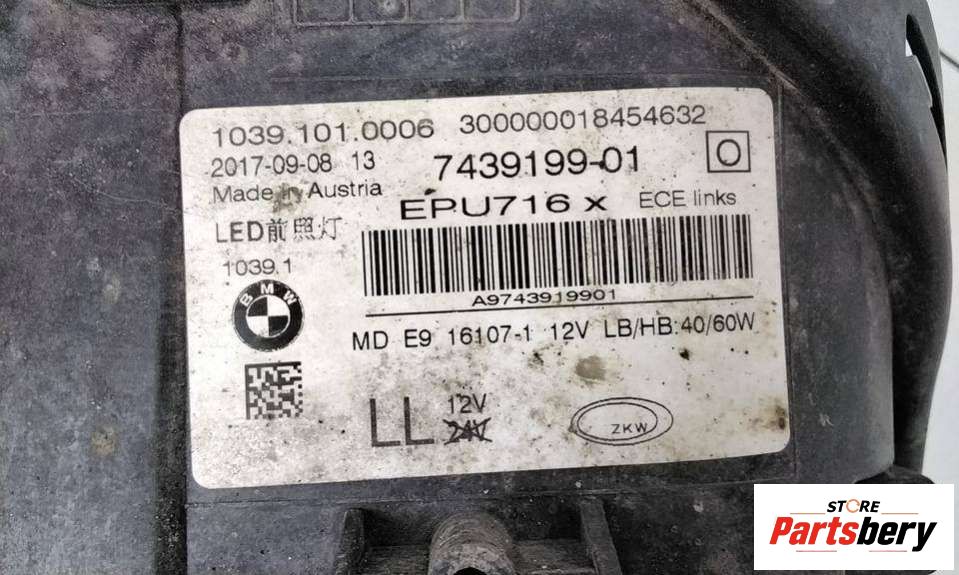 1039.101.0006 300000018454632
2017-09-08 13 7439199-01 O
Made in Austria
EPU716 x ECE links
LED前照灯
1039.1
A9743919901
BMW
MD E9 16107-1 12V LB/HB:40/60W
LL 12V
24V
ZKW
STORE
Partsbery